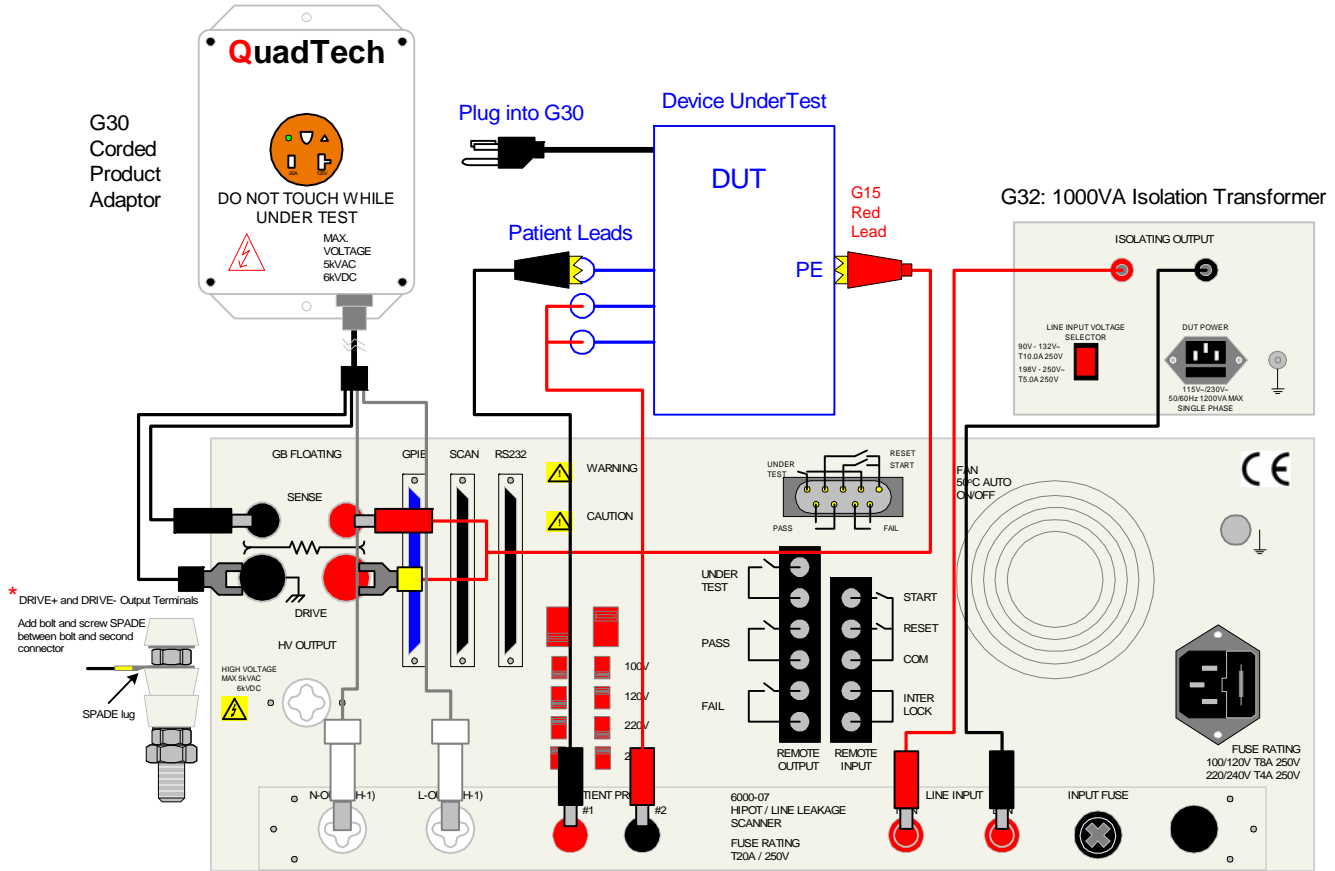 QuadTech
G30
Corded
Product
Adaptor
20A
DO NOT TOUCH WHILE
UNDER TEST
MAX.
VOLTAGE
5kVAC
6kVDC
Plug into G30
Device UnderTest
DUT
Patient Leads
PE
G15
Red
Lead
G32: 1000VA Isolation Transformer
ISOLATING OUTPUT
LINE INPUT VOLTAGE
SELECTOR
90V - 132V~
T10.0A 250V
198V - 250V~
T5.0A 250V
DUT POWER
115V~/230V~
50/60Hz 1200VA MAX
SINGLE PHASE
GB FLOATING
SENSE
DRIVE
HV OUTPUT
HIGH VOLTAGE
MAX 5kVAC
6kVDC
GPIB
SCAN
RS232
WARNING
CAUTION
UNDER
TEST
RESET
START
PASS
FAIL
FAN
50°C AUTO
ON/OFF
CE
UNDER
TEST
PASS
FAIL
REMOTE
OUTPUT
START
RESET
COM
INTER
LOCK
REMOTE
INPUT
100V
120V
220V
* DRIVE+ and DRIVE- Output Terminals
Add bolt and screw SPADE
between bolt and second
connector
SPADE lug
FUSE RATING
100/120V T8A 250V
220/240V T4A 250V
#1
#2
6000-07
HIPOT / LINE LEAKAGE
SCANNER
FUSE RATING
T20A / 250V
LINE INPUT
INPUT FUSE